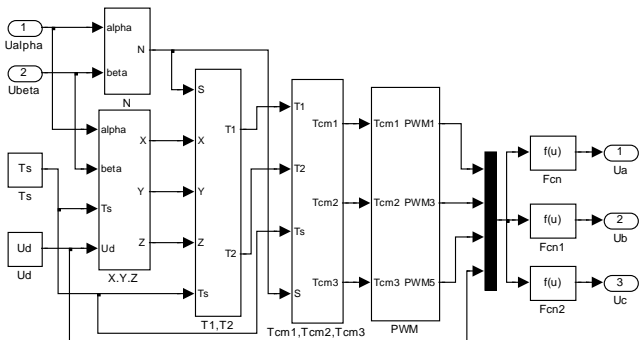 1
Ualpha
2
Ubeta
alpha
beta
N
N
alpha
beta
Ts
Ud
X
Y
Z
X.Y.Z
Ts
Ts
Ud
Ud
S
X
Y
Z
Ts
T1
T2
T1,T2
T1
T2
Ts
S
Tcm1
Tcm2
Tcm3
Tcm1,Tcm2,Tcm3
Tcm1 PWM1
Tcm2 PWM3
Tcm3 PWM5
PWM
f(u)
Fcn
1
Ua
f(u)
Fcn1
2
Ub
f(u)
Fcn2
3
Uc